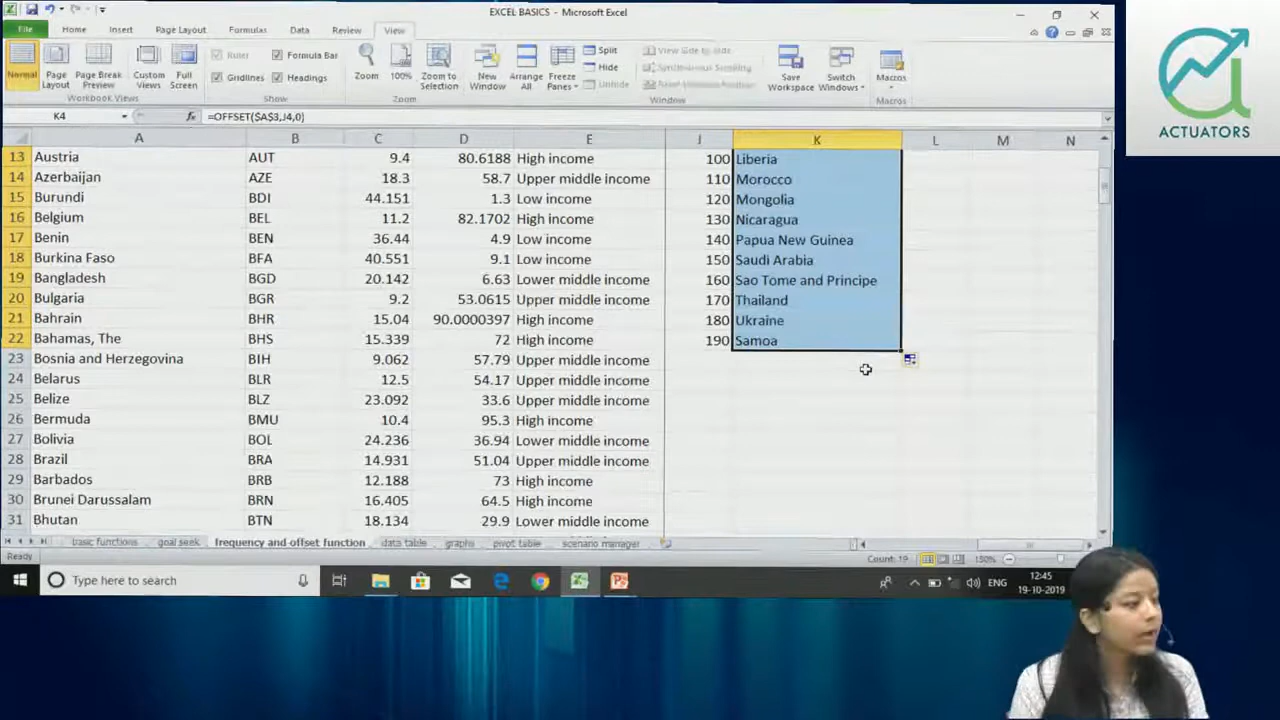 EXCEL BASICS - Microsoft Excel
File Home Insert Page Layout Formulas Data Review View
Normal Page Layout Page Break Preview Custom Views Full Screen
Workbook Views
Ruler Formula Bar
Gridlines Headings
Show
Zoom 100% Zoom to Selection
Zoom
New Window Arrange All Freeze Panes
Split
Hide
Unhide
View Side by Side
Synchronous Scrolling
Reset Window Position
Save Workspace Switch Windows
Window
Macros
Macros
K4 fx =OFFSET($A$3,J4,0)
A B C D E J K L M N
13 Austria AUT 9.4 80.6188 High income 100 Liberia
14 Azerbaijan AZE 18.3 58.7 Upper middle income 110 Morocco
15 Burundi BDI 44.151 1.3 Low income 120 Mongolia
16 Belgium BEL 11.2 82.1702 High income 130 Nicaragua
17 Benin BEN 36.44 4.9 Low income 140 Papua New Guinea
18 Burkina Faso BFA 40.551 9.1 Low income 150 Saudi Arabia
19 Bangladesh BGD 20.142 6.63 Lower middle income 160 Sao Tome and Principe
20 Bulgaria BGR 9.2 53.0615 Upper middle income 170 Thailand
21 Bahrain BHR 15.04 90.0000397 High income 180 Ukraine
22 Bahamas, The BHS 15.339 72 High income 190 Samoa
23 Bosnia and Herzegovina BIH 9.062 57.79 Upper middle income
24 Belarus BLR 12.5 54.17 Upper middle income
25 Belize BLZ 23.092 33.6 Upper middle income
26 Bermuda BMU 10.4 95.3 High income
27 Bolivia BOL 24.236 36.94 Lower middle income
28 Brazil BRA 14.931 51.04 Upper middle income
29 Barbados BRB 12.188 73 High income
30 Brunei Darussalam BRN 16.405 64.5 High income
31 Bhutan BTN 18.134 29.9 Lower middle income
basic functions goal seek frequency and offset function data table graphs pivot table scenario manager
Ready Count: 19 130%
Type here to search ENG 12:45
19-10-2019
ACTUATORS